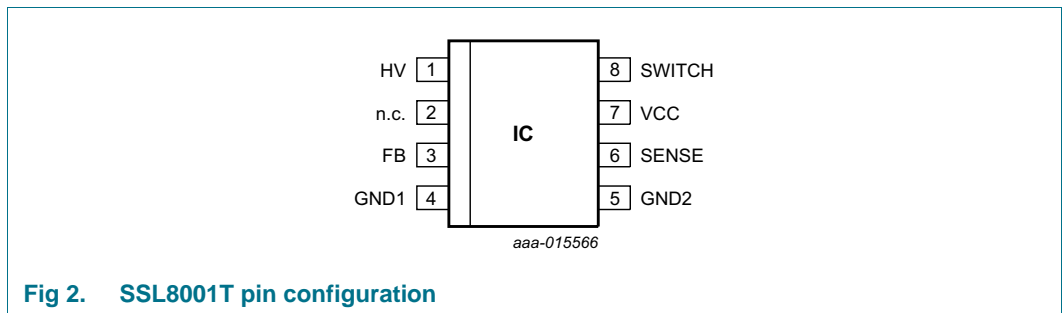 HV 1
8 SWITCH
n.c. 2
7 VCC
IC
FB 3
6 SENSE
GND1 4
5 GND2
aaa-015566
Fig 2. SSL8001T pin configuration